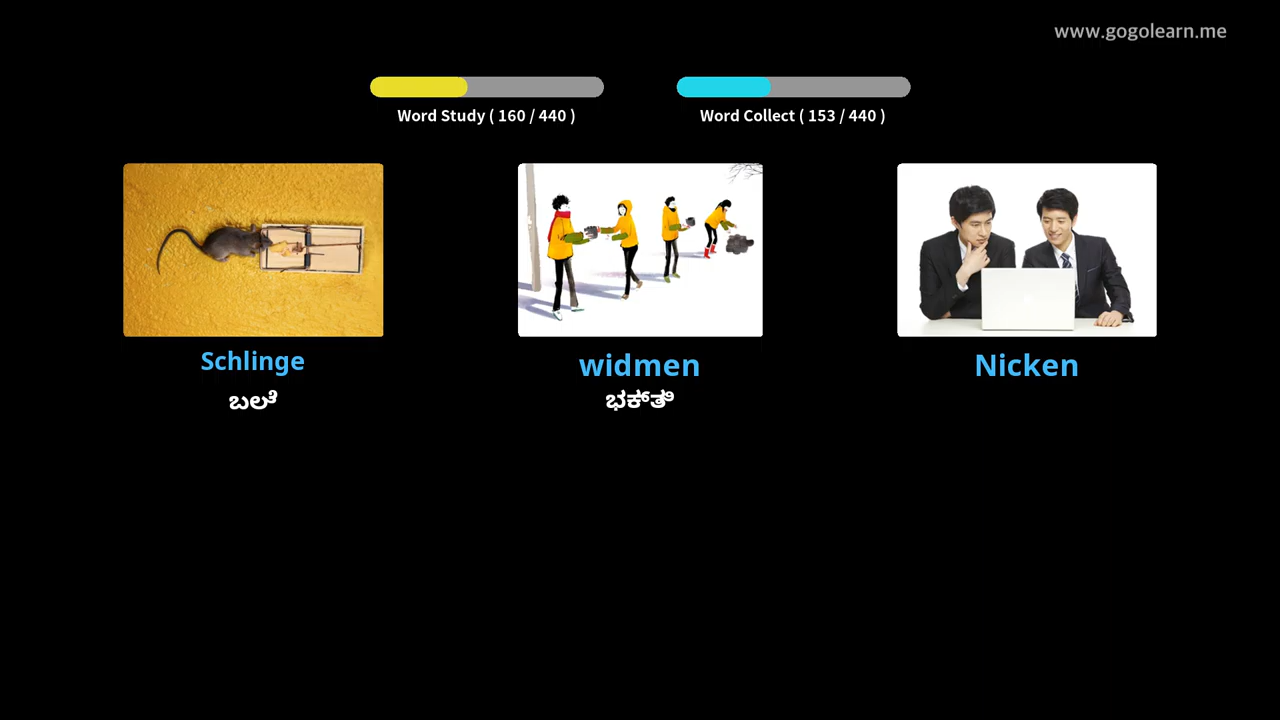 www.gogolearn.me
Word Study ( 160 / 440 )
Word Collect ( 153 / 440 )
Schlinge
widmen
Nicken
ಬಲೆ
ಭಕ್ತಿ